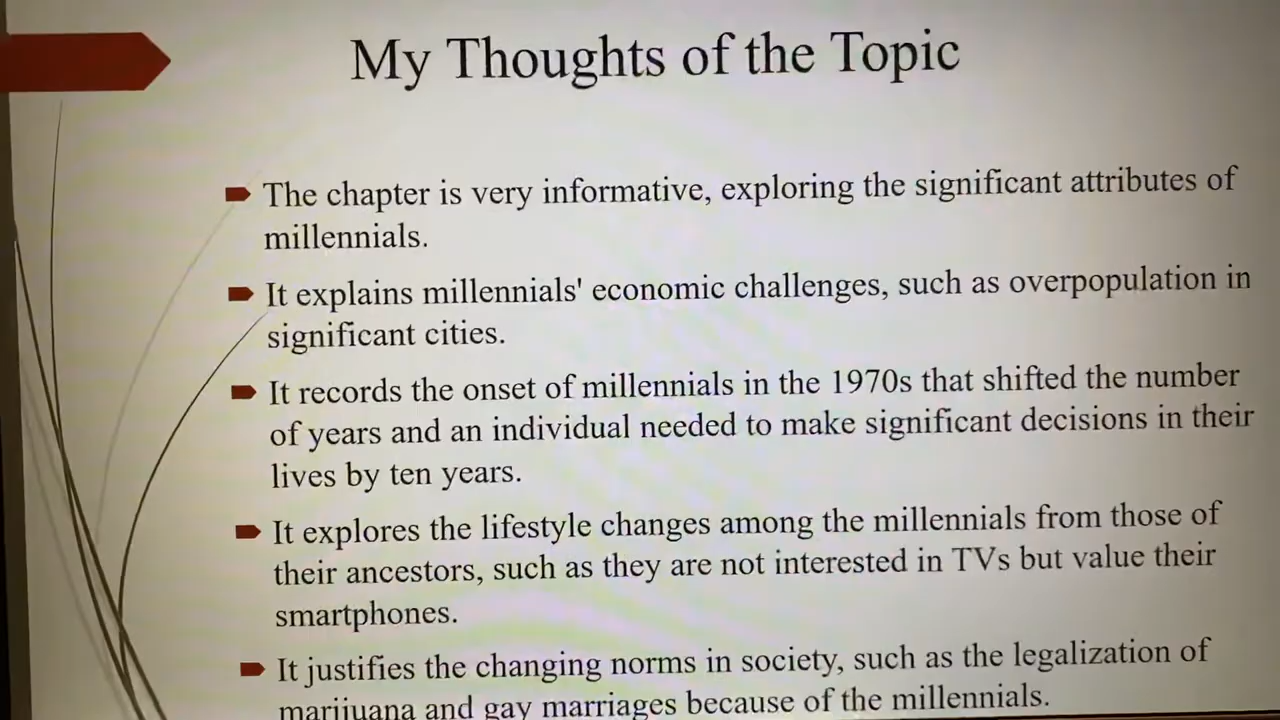 My Thoughts of the Topic
The chapter is very informative, exploring the significant attributes of
millennials.
It explains millennials' economic challenges, such as overpopulation in
significant cities.
It records the onset of millennials in the 1970s that shifted the number
of years and an individual needed to make significant decisions in their
lives by ten years.
It explores the lifestyle changes among the millennials from those of
their ancestors, such as they are not interested in TVs but value their
smartphones.
It justifies the changing norms in society, such as the legalization of
marijuana and gay marriages because of the millennials.